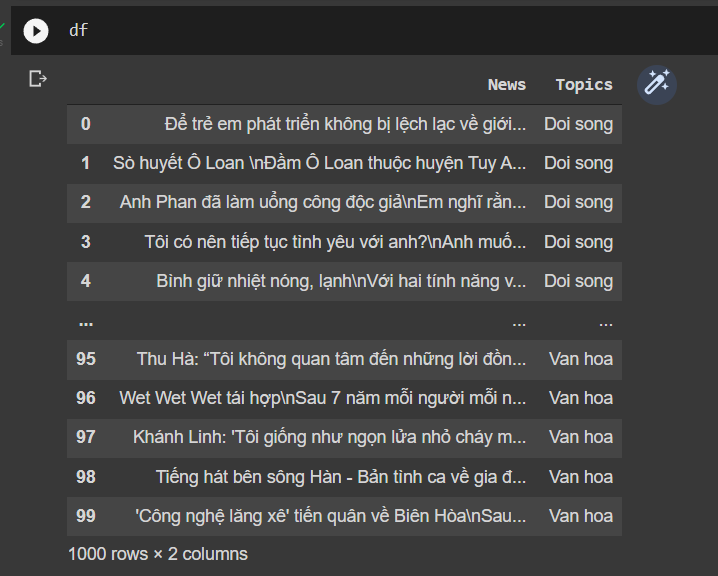 df
News Topics
0 Để trẻ em phát triển không bị lệch lạc về giới... Doi song
1 Sò huyết Ô Loan \nĐầm Ô Loan thuộc huyện Tuy A... Doi song
2 Anh Phan đã làm uổng công độc giả\nEm nghĩ rằn... Doi song
3 Tôi có nên tiếp tục tình yêu với anh?\nAnh muố... Doi song
4 Bình giữ nhiệt nóng, lạnh\nVới hai tính năng v... Doi song
... ... ...
95 Thu Hà: “Tôi không quan tâm đến những lời đồn... Van hoa
96 Wet Wet Wet tái hợp\nSau 7 năm mỗi người mỗi n... Van hoa
97 Khánh Linh: 'Tôi giống như ngọn lửa nhỏ cháy m... Van hoa
98 Tiếng hát bên sông Hàn - Bản tình ca về gia đ... Van hoa
99 'Công nghệ lăng xê' tiến quân về Biên Hòa\nSau... Van hoa
1000 rows × 2 columns